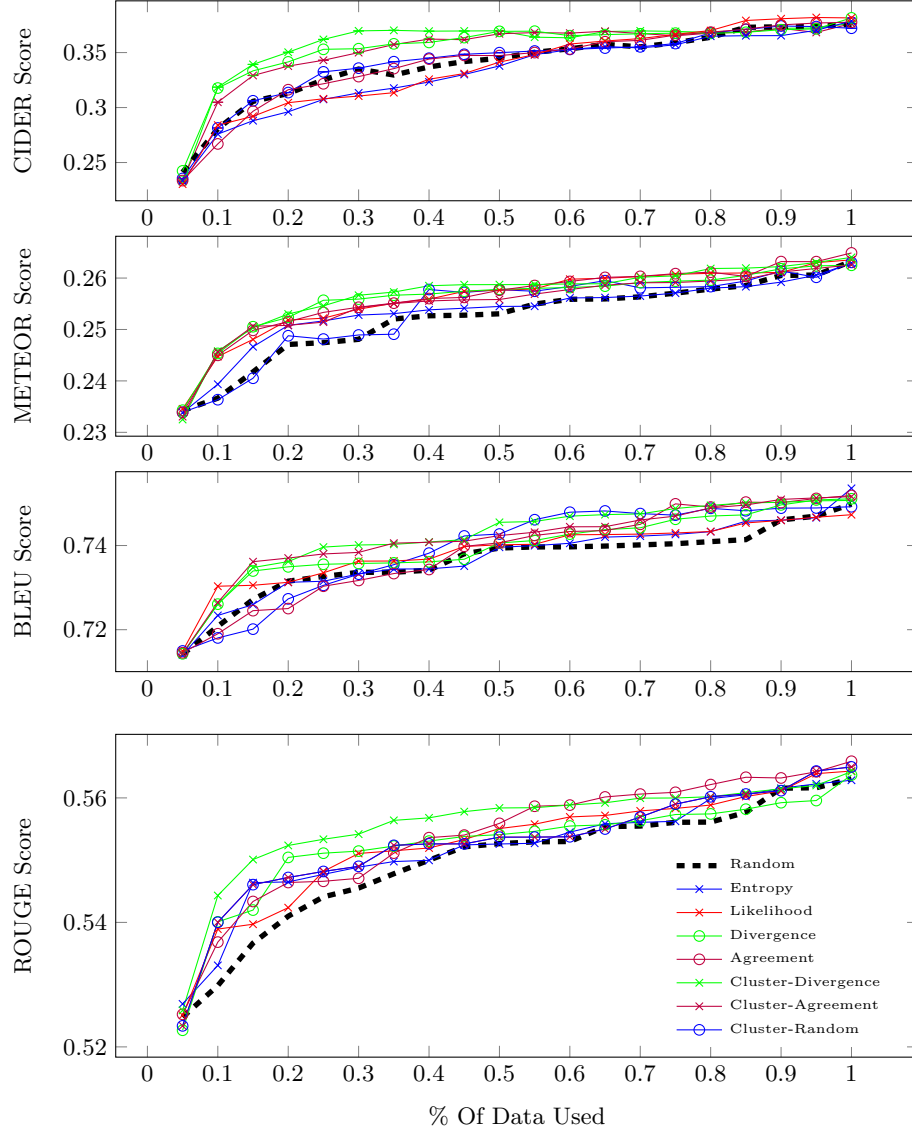 0.35
0.3
0.25
CIDER Score
0 0.1 0.2 0.3 0.4 0.5 0.6 0.7 0.8 0.9 1
0.26
0.25
0.24
0.23
METEOR Score
0 0.1 0.2 0.3 0.4 0.5 0.6 0.7 0.8 0.9 1
0.74
0.72
BLEU Score
0 0.1 0.2 0.3 0.4 0.5 0.6 0.7 0.8 0.9 1
0.56
0.54
0.52
ROUGE Score
Random
Entropy
Likelihood
Divergence
Agreement
Cluster-Divergence
Cluster-Agreement
Cluster-Random
0 0.1 0.2 0.3 0.4 0.5 0.6 0.7 0.8 0.9 1
% Of Data Used